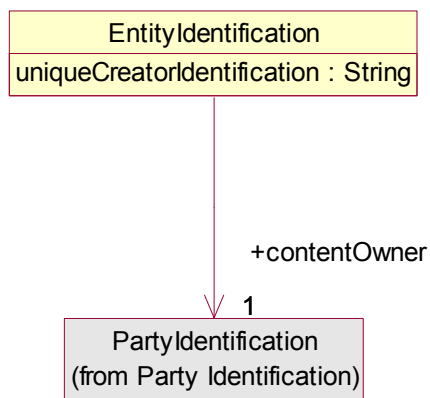 EntityIdentification
uniqueCreatorIdentification : String
+contentOwner
1
PartyIdentification
(from Party Identification)